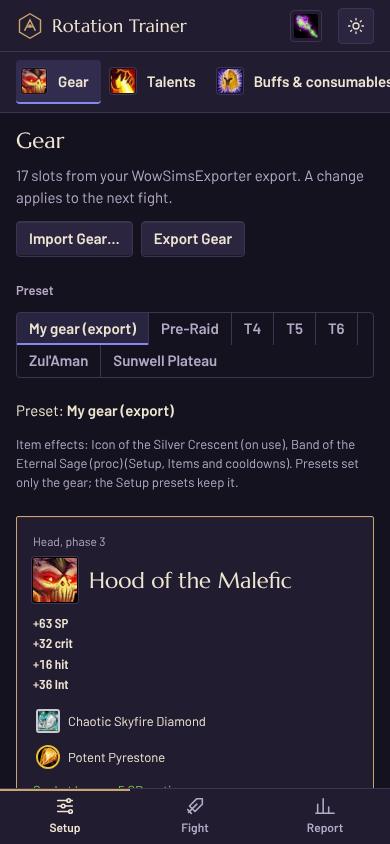 Rotation Trainer
Gear
Talents
Buffs & consumables
Gear
17 slots from your WowSimsExporter export. A change
applies to the next fight.
Import Gear...
Export Gear
Preset
My gear (export)
Pre-Raid
T4
T5
T6
Zul'Aman
Sunwell Plateau
Preset: My gear (export)
Item effects: Icon of the Silver Crescent (on use), Band of the
Eternal Sage (proc) (Setup, Items and cooldowns). Presets set
only the gear; the Setup presets keep it.
Head, phase 3
Hood of the Malefic
+63 SP
+32 crit
+16 hit
+36 Int
Chaotic Skyfire Diamond
Potent Pyrestone
Setup
Fight
Report